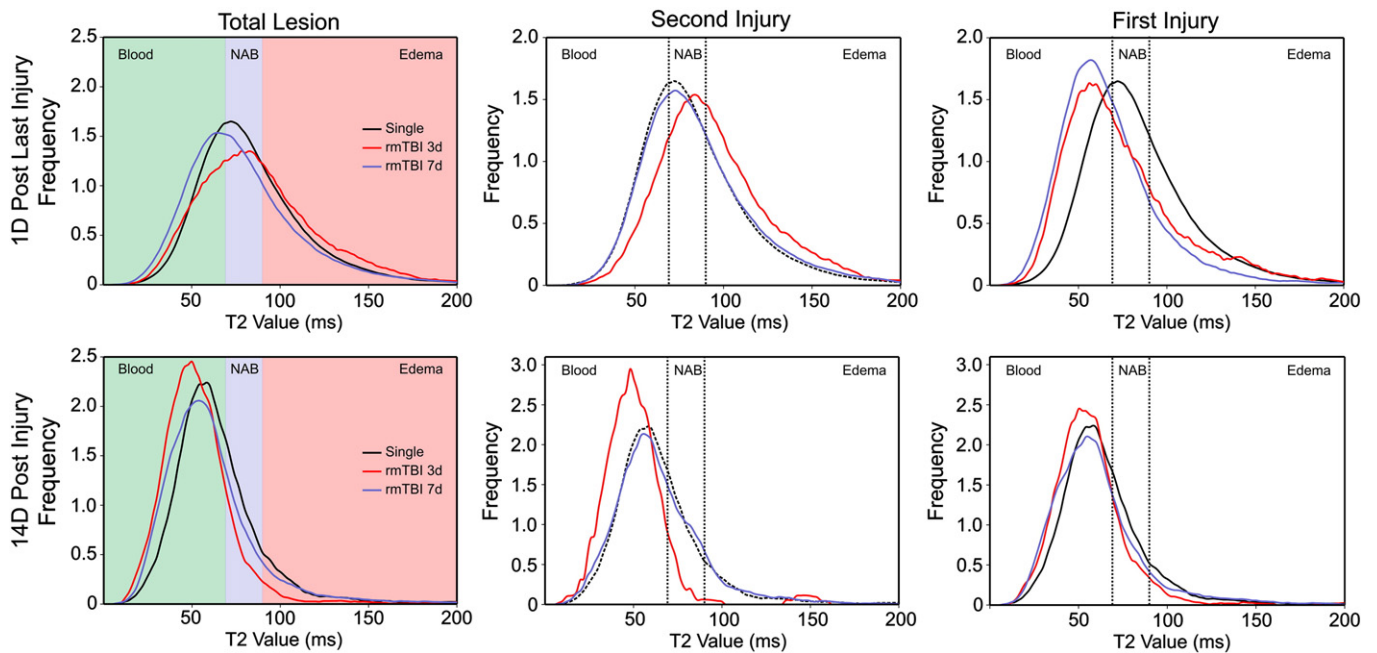 Total Lesion
Second Injury
First Injury
1D Post Last Injury
Frequency
2.5
2.0
1.5
1.0
0.5
0
Blood
NAB
Edema
Single
rmTBI 3d
rmTBI 7d
50
100
150
200
T2 Value (ms)
Frequency
2.0
1.5
1.0
0.5
0
Blood
NAB
Edema
50
100
150
200
T2 Value (ms)
Frequency
2.0
1.5
1.0
0.5
0
Blood
NAB
Edema
50
100
150
200
T2 Value (ms)
14D Post Injury
Frequency
2.5
2.0
1.5
1.0
0.5
0
Blood
NAB
Edema
Single
rmTBI 3d
rmTBI 7d
50
100
150
200
T2 Value (ms)
Frequency
3.0
2.5
2.0
1.5
1.0
0.5
0
Blood
NAB
Edema
50
100
150
200
T2 Value (ms)
Frequency
3.0
2.5
2.0
1.5
1.0
0.5
0
Blood
NAB
Edema
50
100
150
200
T2 Value (ms)